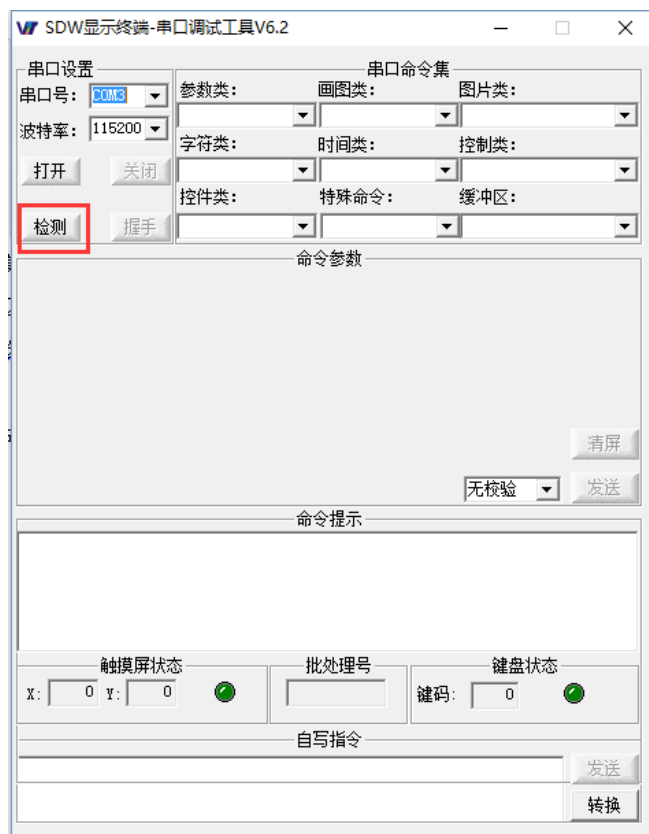 SDW显示终端-串口调试工具V6.2
串口设置
串口命令集
串口号: COM3
参数类:
画图类:
图片类:
波特率: 115200
字符类:
时间类:
控制类:
打开
关闭
控件类:
特殊命令:
缓冲区:
检测
握手
命令参数
清屏
无校验
发送
命令提示
触摸屏状态
批处理号
键盘状态
X: 0 Y: 0
键码: 0
自写指令
发送
转换